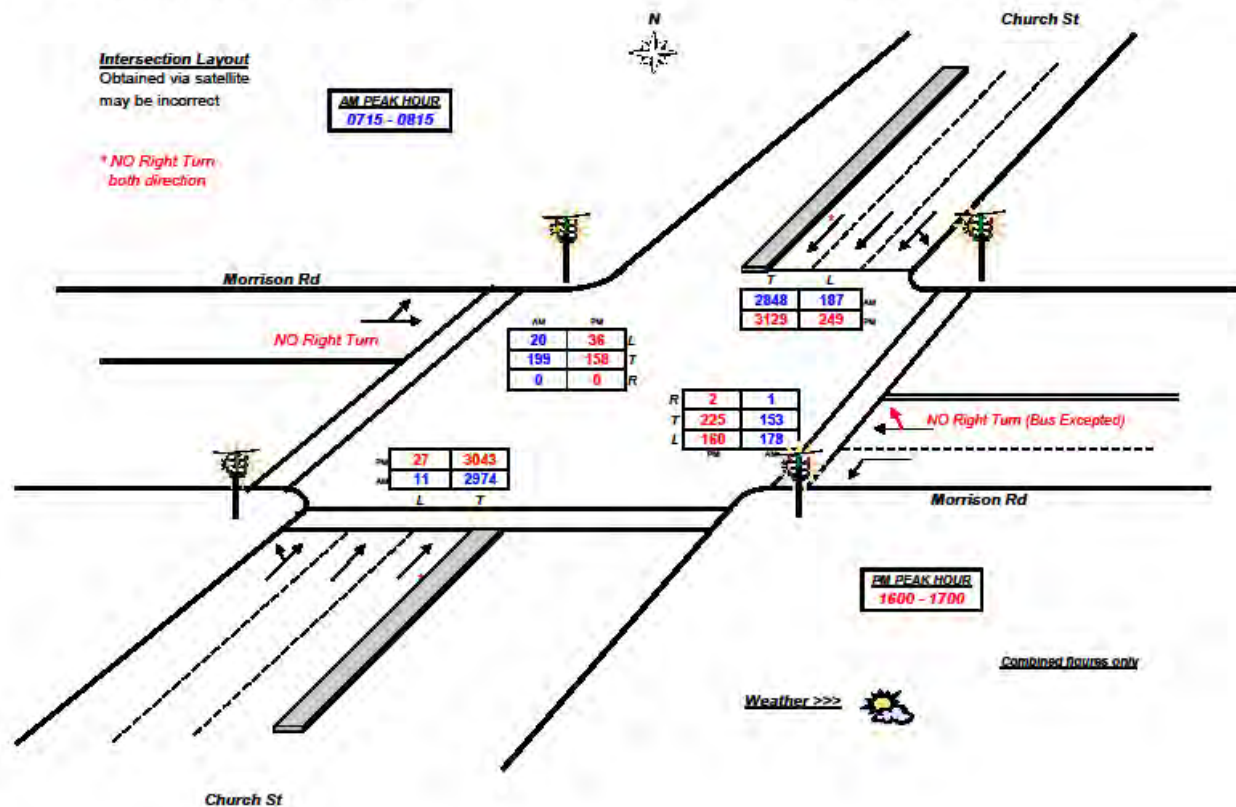 N
Church St
Intersection Layout
Obtained via satellite
may be incorrect
AM PEAK HOUR
0715 - 0815
* NO Right Turn
both direction
*
Morrison Rd
T L
2848 187 AM
3129 249 PM
NO Right Turn
AM PM
20 36 L
199 158 T
0 0 R
R 2 1
T 225 153
L 160 178
PM AM
NO Right Turn (Bus Excepted)
PM 27 3043
AM 11 2974
L T
Morrison Rd
*
PM PEAK HOUR
1600 - 1700
Combined figures only
Weather >>>
Church St